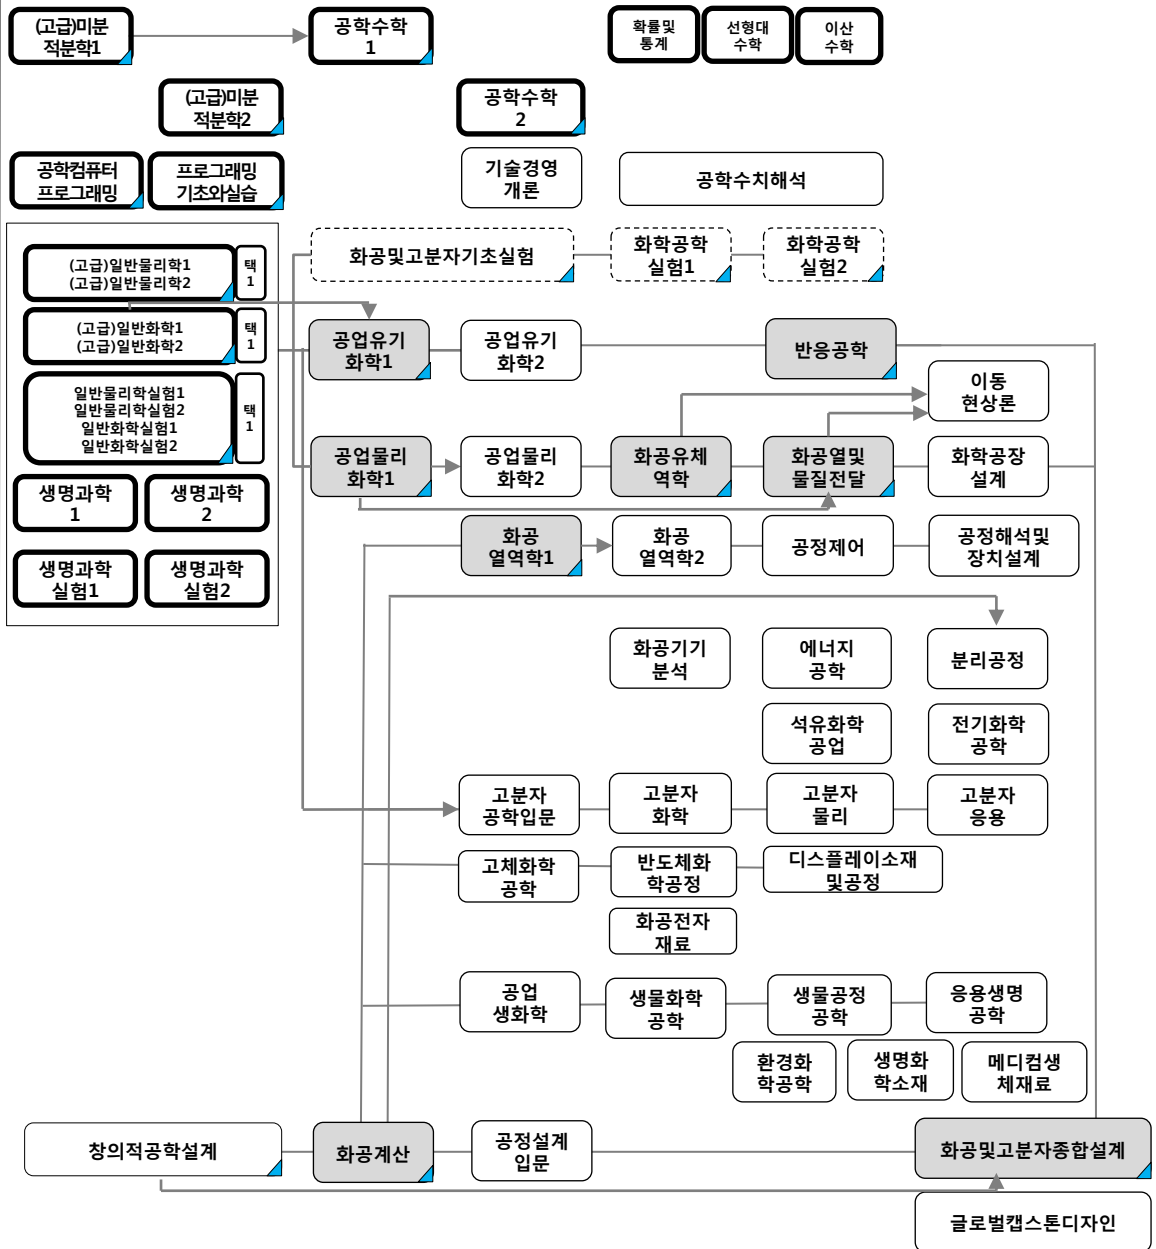 (고급)미분
적분학1
공학수학
1
확률및
통계
선형대
수학
이산
수학
(고급)미분
적분학2
공학수학
2
공학컴퓨터
프로그래밍
프로그래밍
기초와실습
기술경영
개론
공학수치해석
(고급)일반물리학1
(고급)일반물리학2
택
1
화공및고분자기초실험
화학공학
실험1
화학공학
실험2
(고급)일반화학1
(고급)일반화학2
택
1
공업유기
화학1
공업유기
화학2
반응공학
이동
현상론
일반물리학실험1
일반물리학실험2
일반화학실험1
일반화학실험2
택
1
공업물리
화학1
공업물리
화학2
화공유체
역학
화공열및
물질전달
화학공장
설계
생명과학
1
생명과학
2
화공
열역학1
화공
열역학2
공정제어
공정해석및
장치설계
생명과학
실험1
생명과학
실험2
화공기기
분석
에너지
공학
분리공정
석유화학
공업
전기화학
공학
고분자
공학입문
고분자
화학
고분자
물리
고분자
응용
고체화학
공학
반도체화
학공정
디스플레이소재
및공정
화공전자
재료
공업
생화학
생물화학
공학
생물공정
공학
응용생명
공학
환경화
학공학
생명화
학소재
메디컴생
체재료
창의적공학설계
화공계산
공정설계
입문
화공및고분자종합설계
글로벌캡스톤디자인